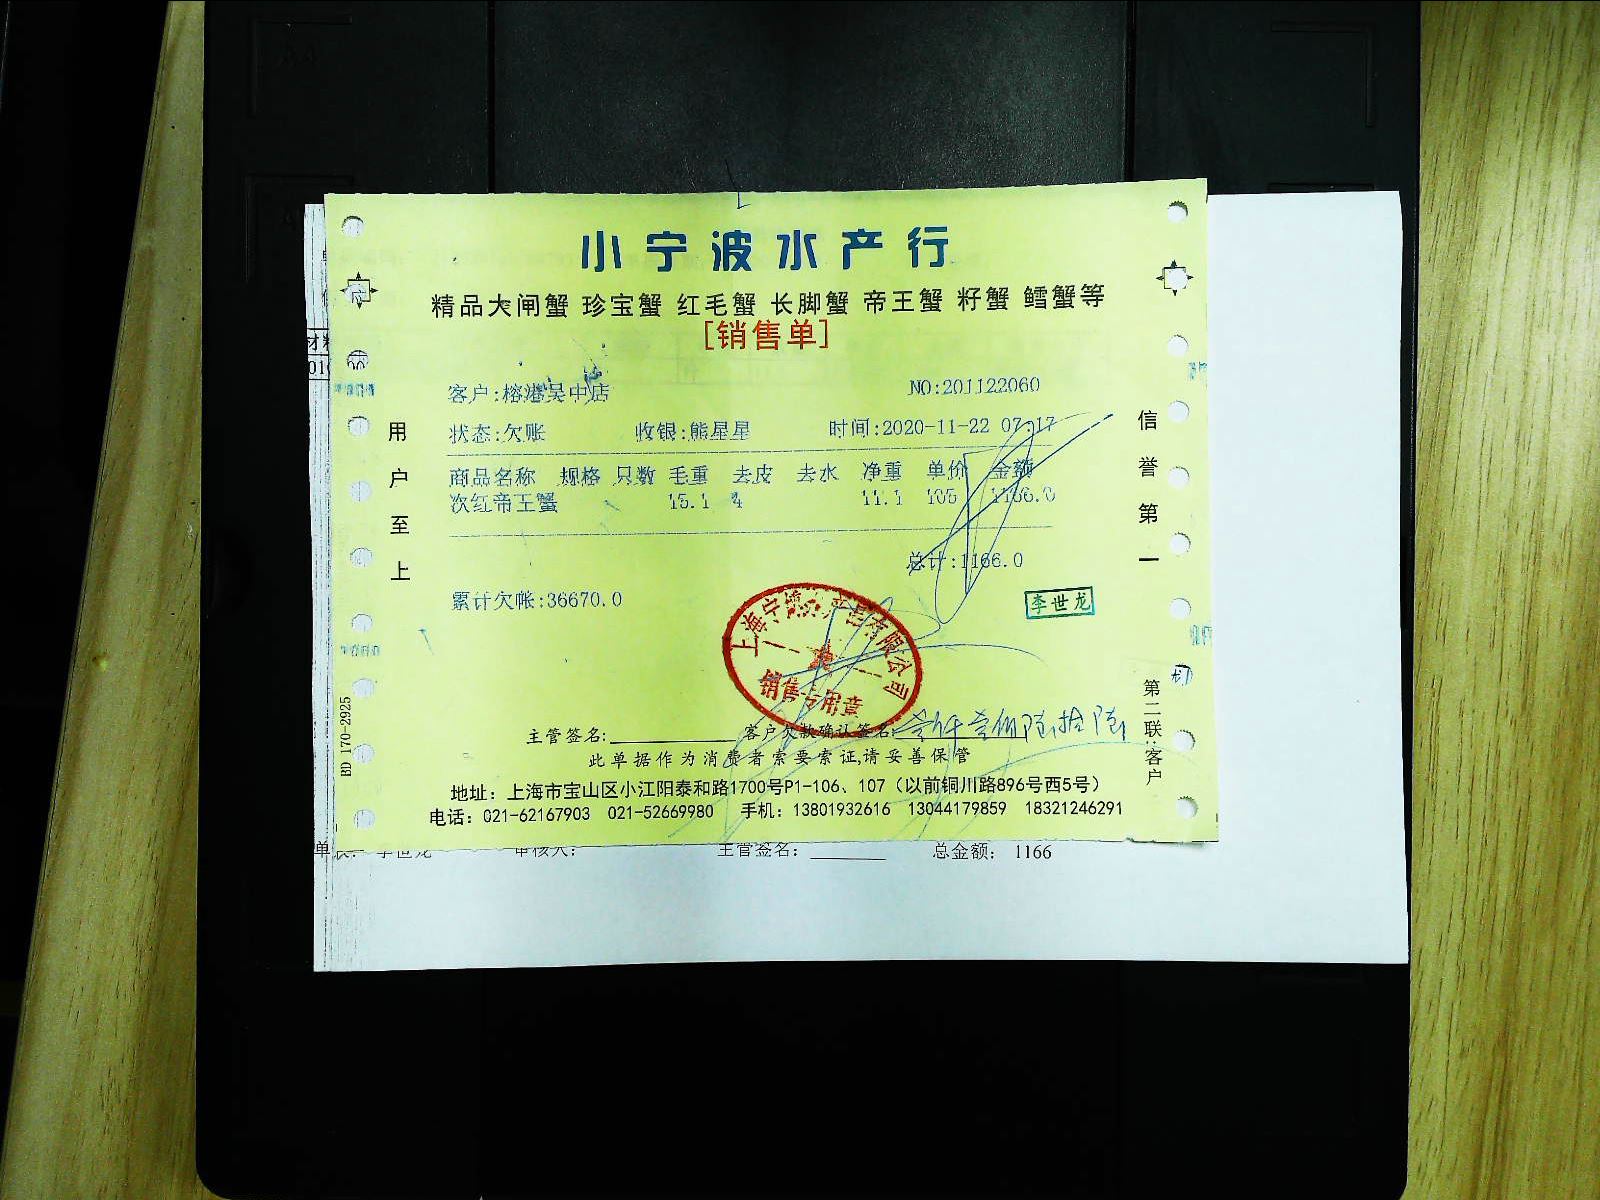 小宁波水产行
精品大闸蟹 珍宝蟹 红毛蟹 长脚蟹 帝王蟹 籽蟹 鳕蟹等
[销售单]
客户:榕港吴中店 NO:201122060
状态:欠账 收银:熊星星 时间:2020-11-22 07:17
商品名称 规格 只数 毛重 去皮 去水 净重 单价 金额
次红帝王蟹 15.1 4 11.1 105 1166.0
总计:1166.0
累计欠帐:36670.0
李世龙
用户至上
信誉第一
销售专用章
主管签名: 客户欠款确认签名: 壹仟壹佰陆拾陆
此单据作为消费者索要索证,请妥善保管
地址：上海市宝山区小江阳泰和路1700号P1-106、107（以前铜川路896号西5号）
电话：021-62167903 021-52669980 手机：13801932616 13044179859 18321246291
第二联:客户
BD 170-2925
主管签名： 总金额： 1166